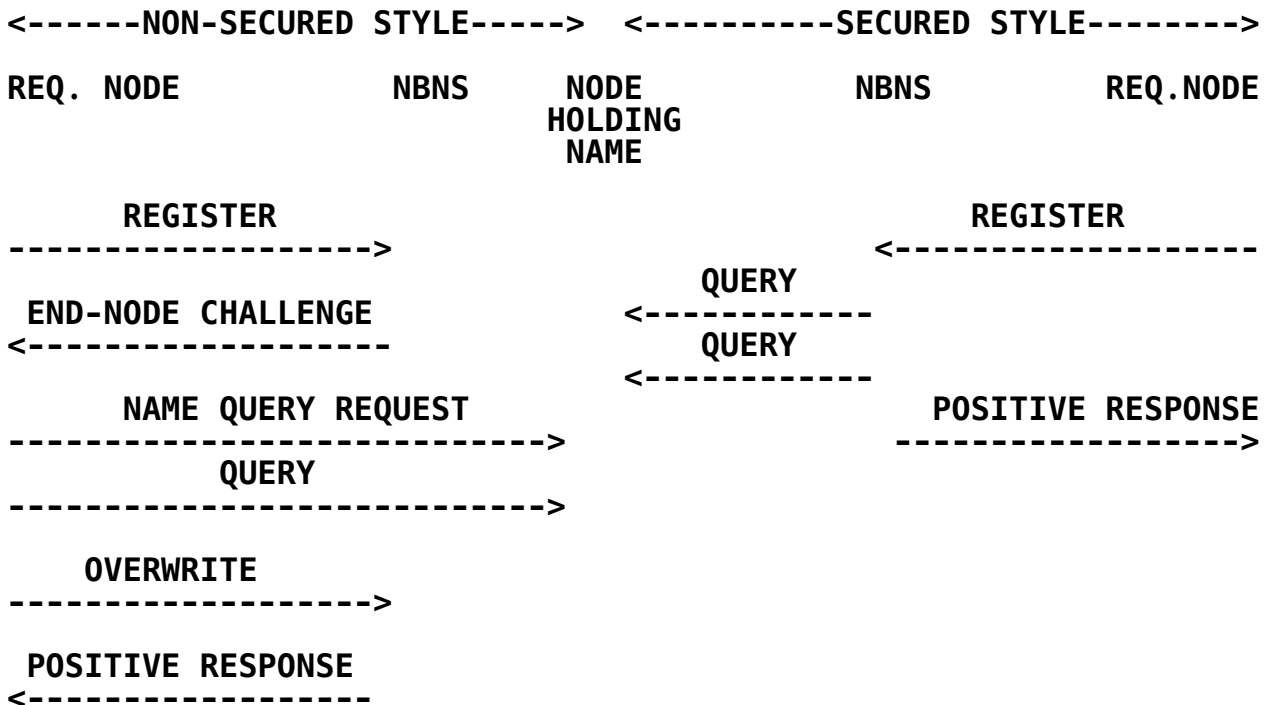 <------NON-SECURED STYLE-----> <----------SECURED STYLE-------->
REQ. NODE NBNS NODE NBNS REQ.NODE
HOLDING
NAME
REGISTER REGISTER
-------------------> <-------------------
QUERY
END-NODE CHALLENGE <------------
<------------------- QUERY
<------------
NAME QUERY REQUEST POSITIVE RESPONSE
----------------------------> ------------------>
QUERY
---------------------------->
OVERWRITE
------------------->
POSITIVE RESPONSE
<------------------